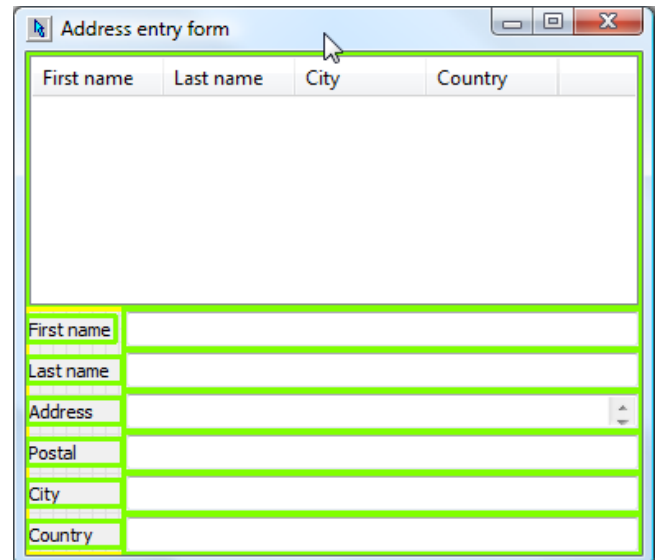 Address entry form
First name Last name City Country
First name
Last name
Address
Postal
City
Country